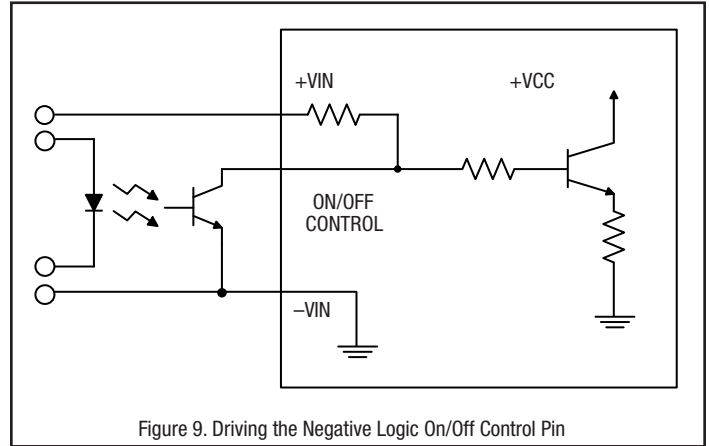 +VIN
+VCC
ON/OFF
CONTROL
–VIN
Figure 9. Driving the Negative Logic On/Off Control Pin